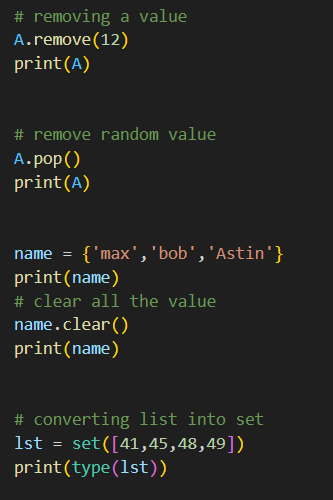 # removing a value
A.remove(12)
print(A)
# remove random value
A.pop()
print(A)
name = {'max','bob','Astin'}
print(name)
# clear all the value
name.clear()
print(name)
# converting list into set
lst = set([41,45,48,49])
print(type(lst))